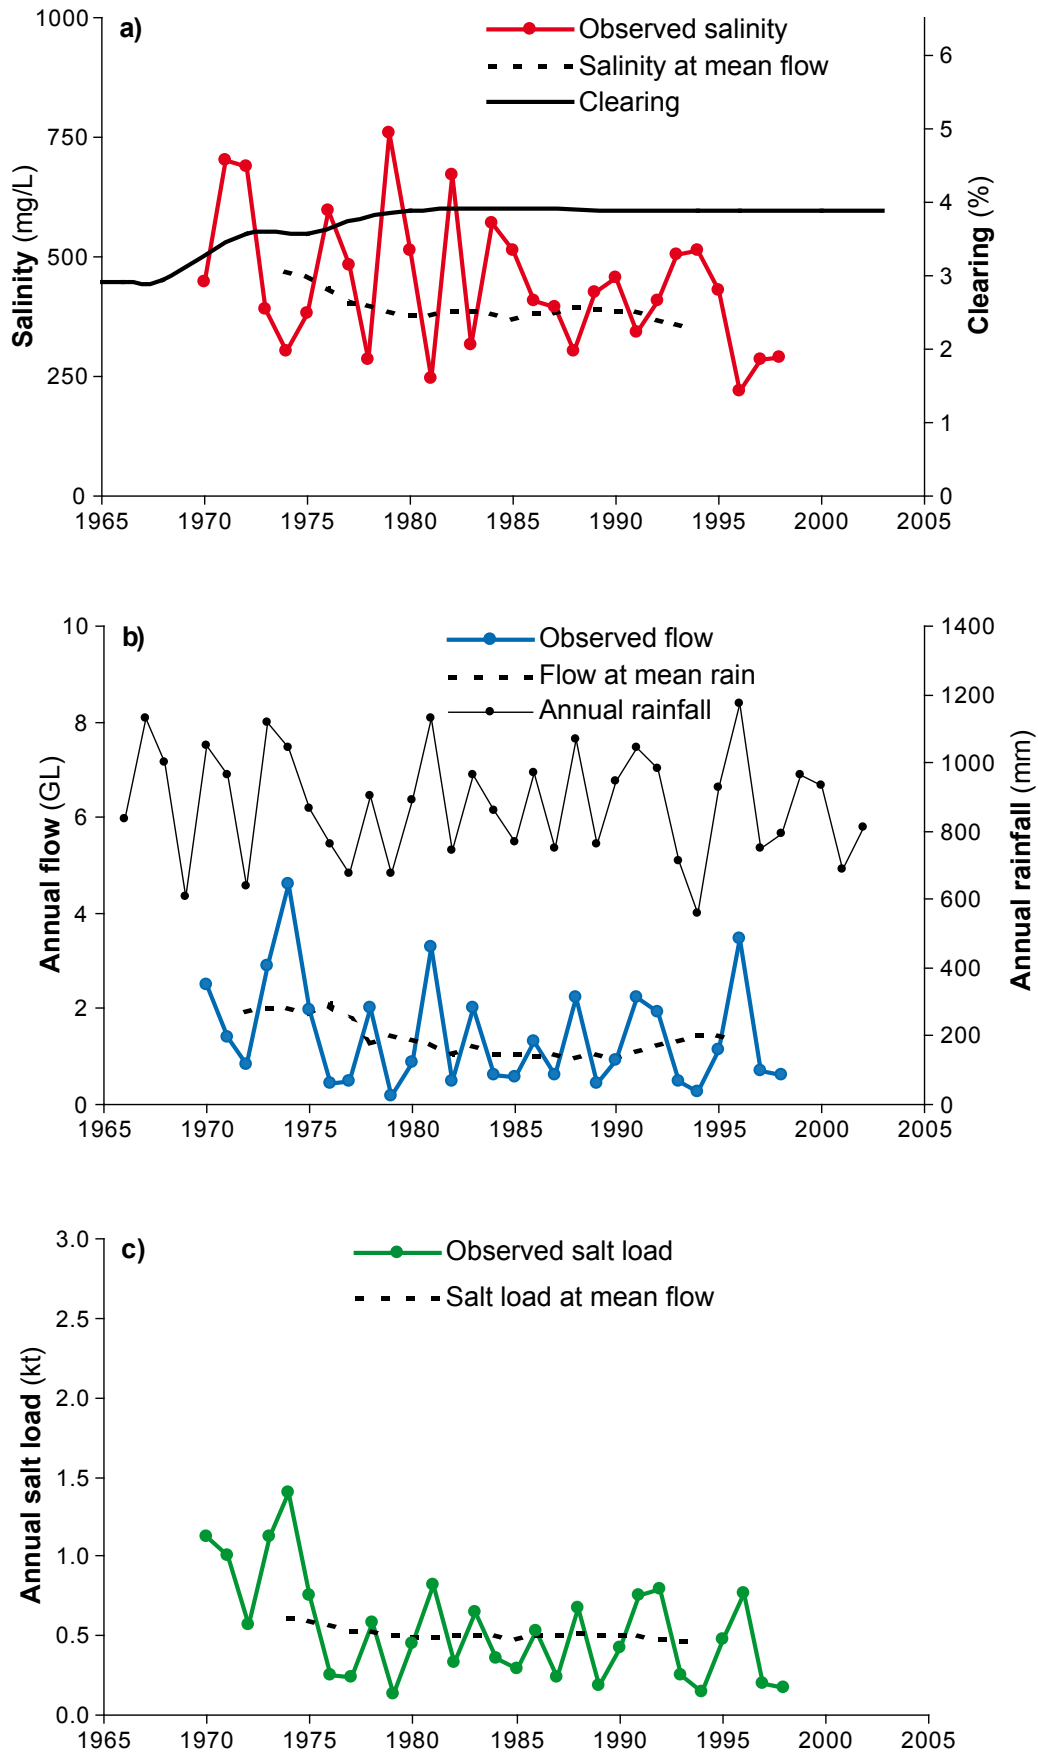 a)
Observed salinity
Salinity at mean flow
Clearing
Salinity (mg/L)
1000
750
500
250
0
Clearing (%)
6
5
4
3
2
1
0
1965 1970 1975 1980 1985 1990 1995 2000 2005
b)
Observed flow
Flow at mean rain
Annual rainfall
Annual flow (GL)
10
8
6
4
2
0
Annual rainfall (mm)
1400
1200
1000
800
600
400
200
0
1965 1970 1975 1980 1985 1990 1995 2000 2005
c)
Observed salt load
Salt load at mean flow
Annual salt load (kt)
3.0
2.5
2.0
1.5
1.0
0.5
0.0
1965 1970 1975 1980 1985 1990 1995 2000 2005